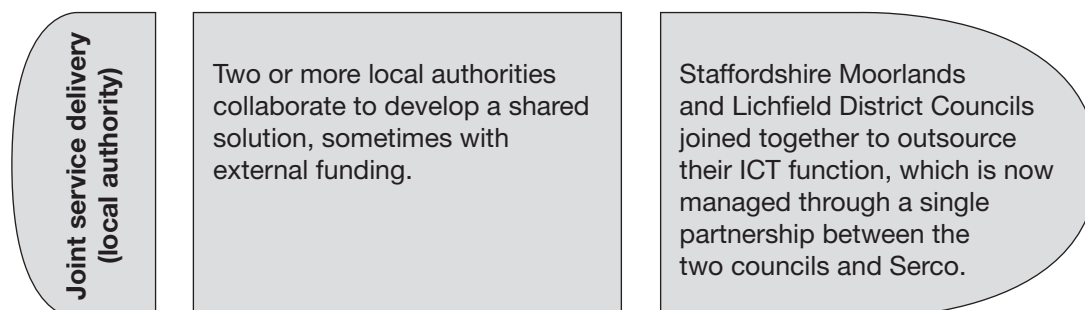 Joint service delivery
(local authority)
Two or more local authorities
collaborate to develop a shared
solution, sometimes with
external funding.
Staffordshire Moorlands
and Lichfield District Councils
joined together to outsource
their ICT function, which is now
managed through a single
partnership between the
two councils and Serco.